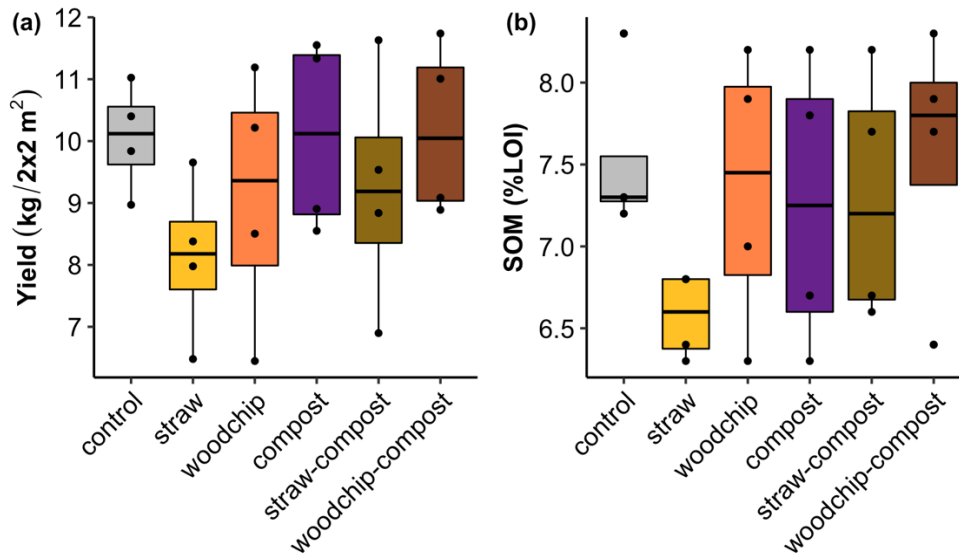 (a)
Yield (kg/2x2 m²)
12
11
10
9
8
7
control
straw
woodchip
compost
straw-compost
woodchip-compost
(b)
SOM (%LOI)
8.0
7.5
7.0
6.5
control
straw
woodchip
compost
straw-compost
woodchip-compost